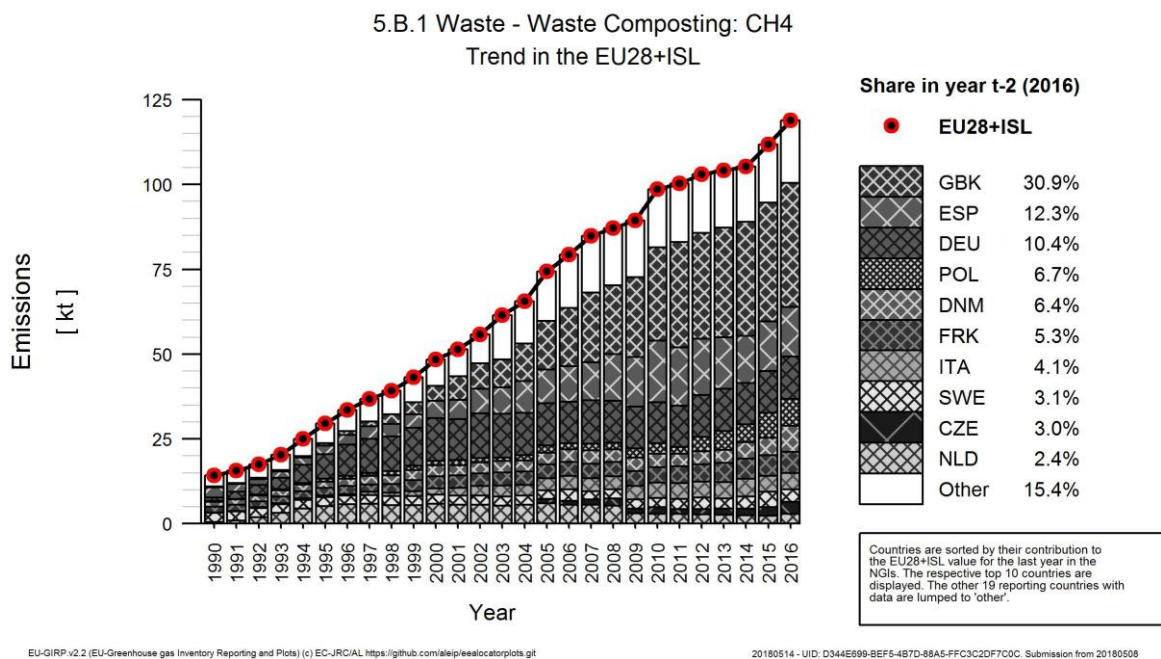 5.B.1 Waste - Waste Composting: CH4
Trend in the EU28+ISL
Emissions
[ kt ]
125
100
75
50
25
0
1990
1991
1992
1993
1994
1995
1996
1997
1998
1999
2000
2001
2002
2003
2004
2005
2006
2007
2008
2009
2010
2011
2012
2013
2014
2015
2016
Year
Share in year t-2 (2016)
EU28+ISL
GBK 30.9%
ESP 12.3%
DEU 10.4%
POL 6.7%
DNM 6.4%
FRK 5.3%
ITA 4.1%
SWE 3.1%
CZE 3.0%
NLD 2.4%
Other 15.4%
Countries are sorted by their contribution to
the EU28+ISL value for the last year in the
NGIs. The respective top 10 countries are
displayed. The other 19 reporting countries with
data are lumped to 'other'.
EU-GIRP.v2.2 (EU-Greenhouse gas Inventory Reporting and Plots) (c) EC-JRC/AL https://github.com/aleip/eealocatorplots.git
20180514 - UID: D344E699-BEF5-4B7D-88A5-FFC3C2DF7C0C. Submission from 20180508